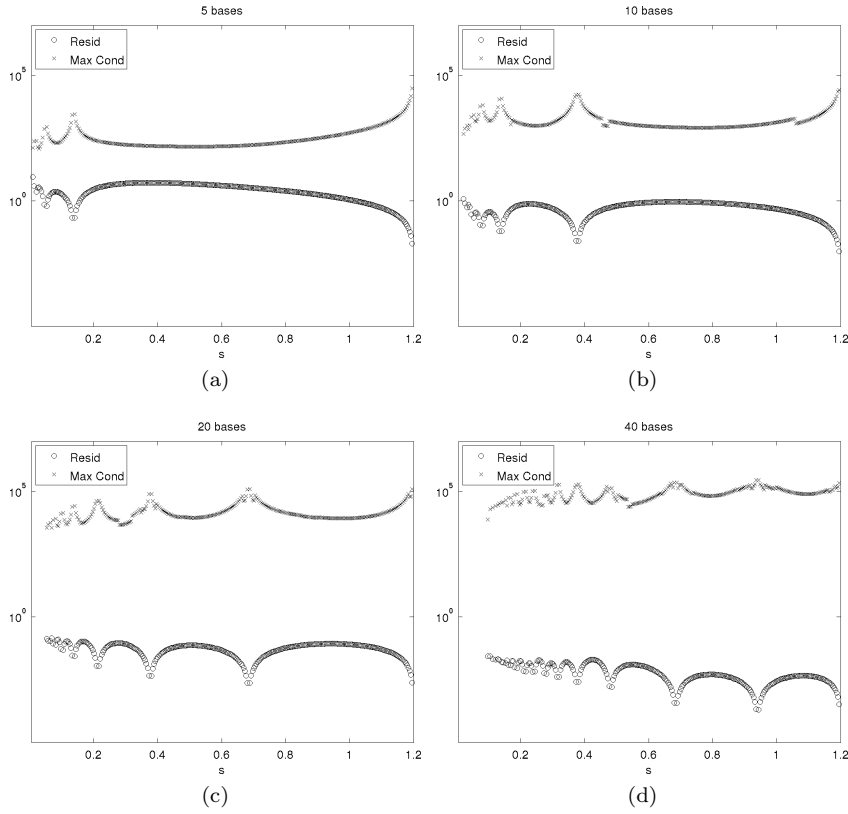 5 bases
Resid
Max Cond
10^5
10^0
0.2 0.4 0.6 0.8 1 1.2
s
(a)
10 bases
Resid
Max Cond
10^5
10^0
0.2 0.4 0.6 0.8 1 1.2
s
(b)
20 bases
Resid
Max Cond
10^5
10^0
0.2 0.4 0.6 0.8 1 1.2
s
(c)
40 bases
Resid
Max Cond
10^5
10^0
0.2 0.4 0.6 0.8 1 1.2
s
(d)